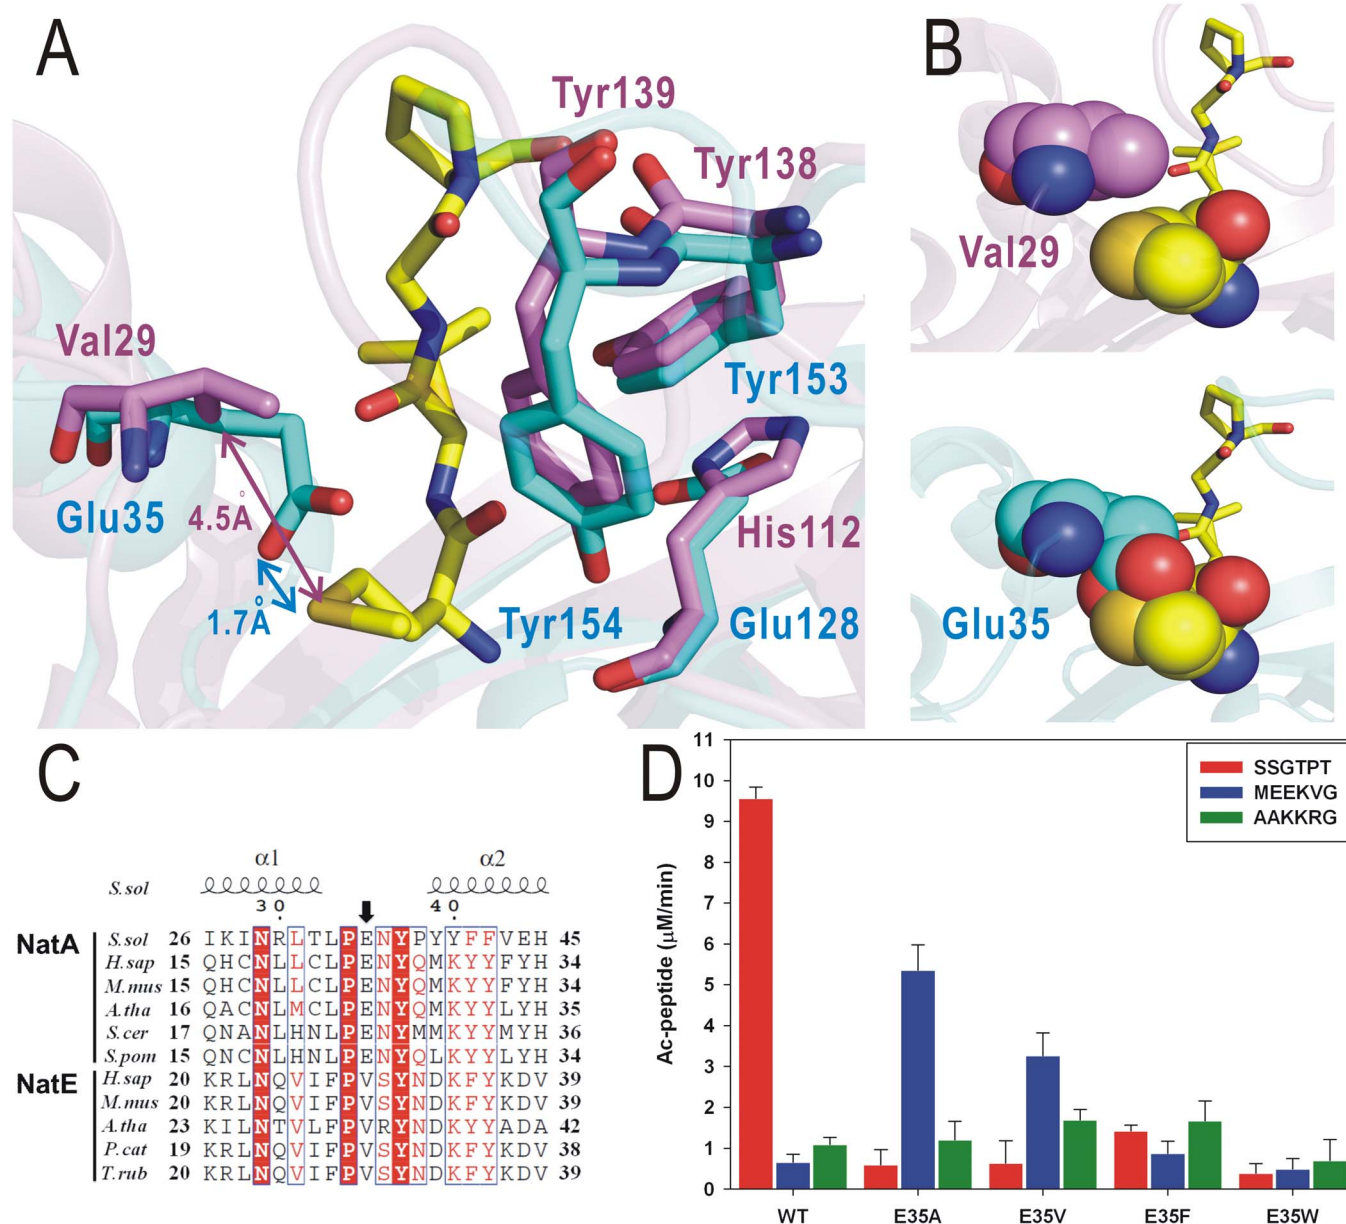 A
Tyr139
Tyr138
Val29
Tyr153
Glu35
4.5Å
His112
1.7Å
Tyr154
Glu128
B
Val29
Glu35
C
α1 α2
S.sol
30 40
NatA
S.sol 26 IKINRLTLPENYPYYFFVEH 45
H.sap 15 QHCNLLCLPENYQMKYYFYH 34
M.mus 15 QHCNLLCLPENYQMKYYFYH 34
A.tha 16 QACNLMCLPENYQMKYYLYH 35
S.cer 17 QNANLHNLPENYMMKYYMYH 36
S.pom 15 QNCNLHNLPENYQLKYYLYH 34
NatE
H.sap 20 KRLNQVIFPVSYNDKFYKDV 39
M.mus 20 KRLNQVIFPVSYNDKFYKDV 39
A.tha 23 KILNTVLFPVRYNDKYYADA 42
P.cat 19 KRLNQVIFPVSYNDKFYKDV 38
T.rub 20 KRLNQVIFPVSYNDKFYKDV 39
D
SSGTPT
MEEKVG
AAKKRG
Ac-peptide (μM/min)
11
10
9
8
7
6
5
4
3
2
1
0
WT E35A E35V E35F E35W